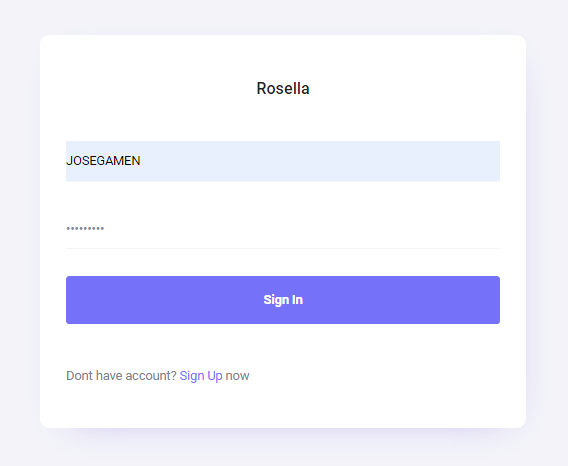 Rosella
JOSEGAMEN
•••••••••
Sign In
Dont have account? Sign Up now